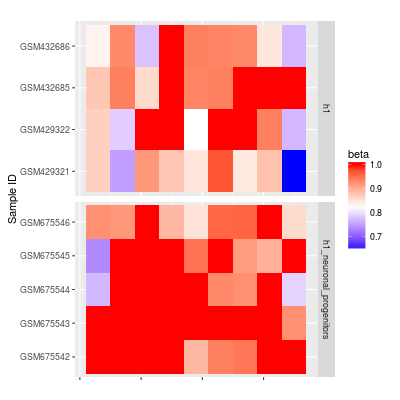 Sample ID
GSM432686
GSM432685
GSM429322
GSM429321
h1
GSM675546
GSM675545
GSM675544
GSM675543
GSM675542
h1_neuronal_progenitors
beta
1.0
0.9
0.8
0.7